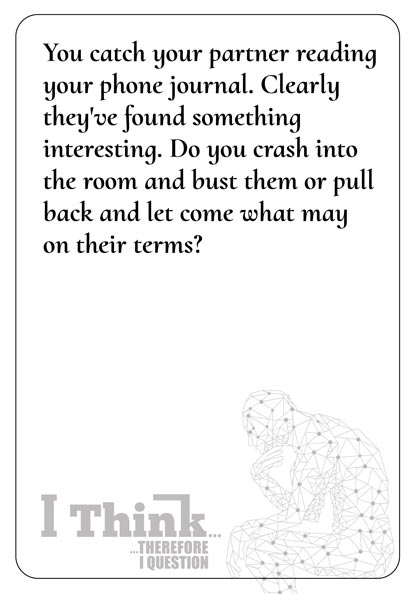 You catch your partner reading
your phone journal. Clearly
they've found something
interesting. Do you crash into
the room and bust them or pull
back and let come what may
on their terms?
I Think...
...THEREFORE
I QUESTION